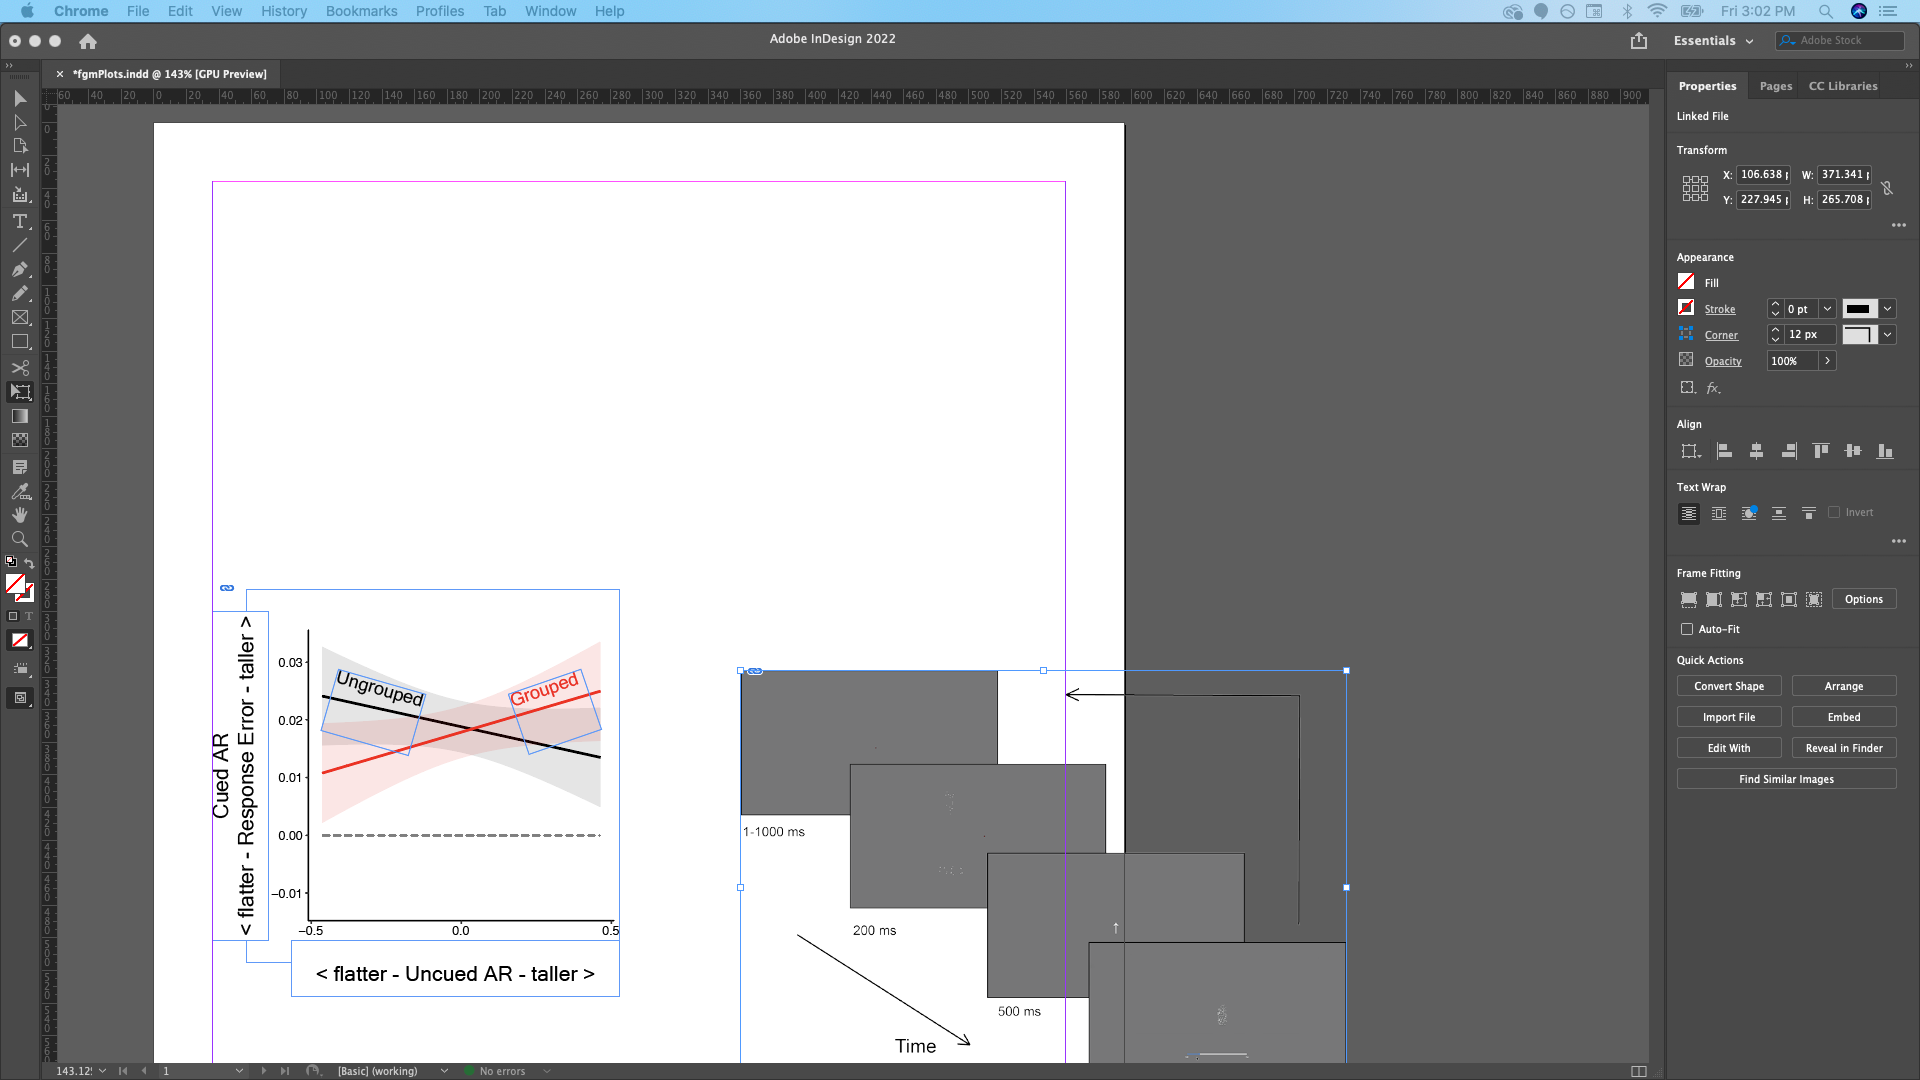 Chrome File Edit View History Bookmarks Profiles Tab Window Help Fri 3:02 PM
Adobe InDesign 2022
Essentials
Adobe Stock
*fgmPlots.indd @ 143% [GPU Preview]
60 40 20 0 20 40 60 80 100 120 140 160 180 200 220 240 260 280 300 320 340 360 380 400 420 440 460 480 500 520 540 560 580 600 620 640 660 680 700 720 740 760 780 800 820 840 860 880 900
Properties Pages CC Libraries
Linked File
Transform
X: 106.638 W: 371.341
Y: 227.945 H: 265.708
Appearance
Fill
Stroke 0 pt
Corner 12 px
Opacity 100%
fx.
Align
Text Wrap
Invert
Frame Fitting
Options
Auto-Fit
Quick Actions
Convert Shape Arrange
Import File Embed
Edit With Reveal in Finder
Find Similar Images
Cued AR
< flatter - Response Error - taller >
0.03
0.02
0.01
0.00
−0.01
Ungrouped
Grouped
−0.5 0.0 0.5
< flatter - Uncued AR - taller >
1-1000 ms
200 ms
500 ms
Time
143.12 1 [Basic] (working) No errors